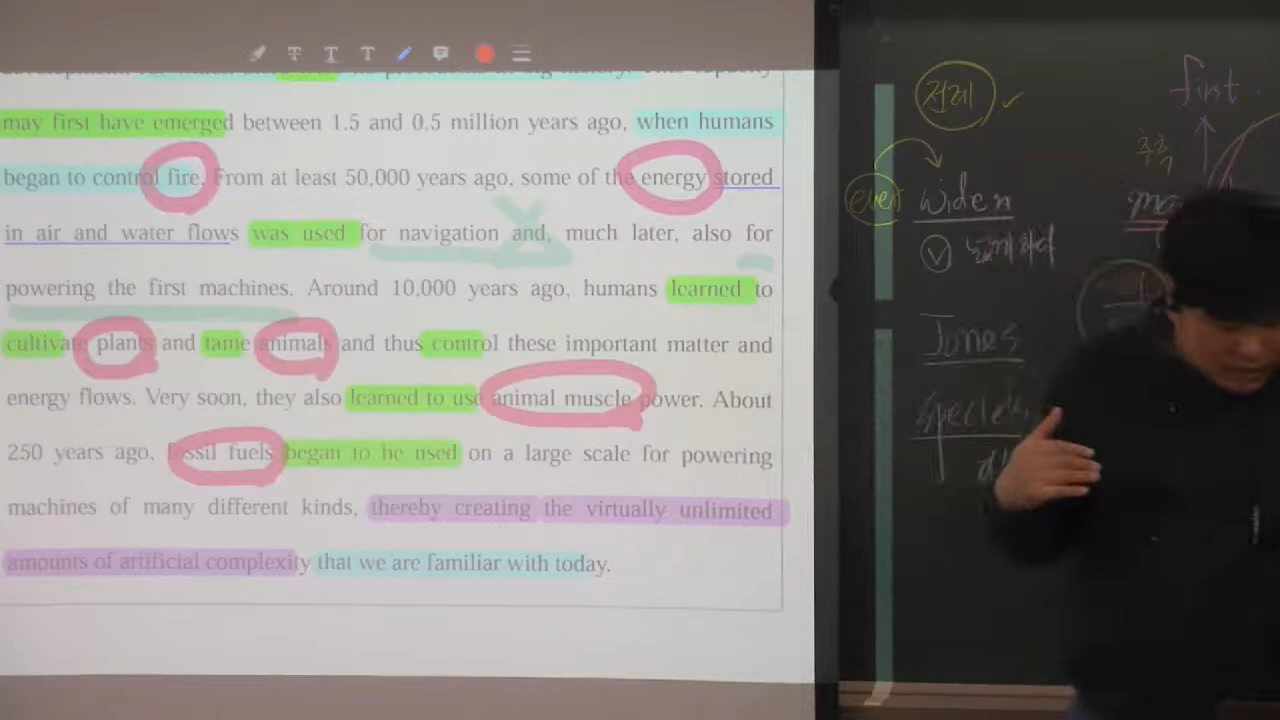 may first have emerged between 1.5 and 0.5 million years ago, when humans
began to control fire. From at least 50,000 years ago, some of the energy stored
in air and water flows was used for navigation and, much later, also for
powering the first machines. Around 10,000 years ago, humans learned to
cultivate plants and tame animals and thus control these important matter and
energy flows. Very soon, they also learned to use animal muscle power. About
250 years ago, fossil fuels began to be used on a large scale for powering
machines of many different kinds, thereby creating the virtually unlimited
amounts of artificial complexity that we are familiar with today.
전제
first
추측
even
widen
Jones